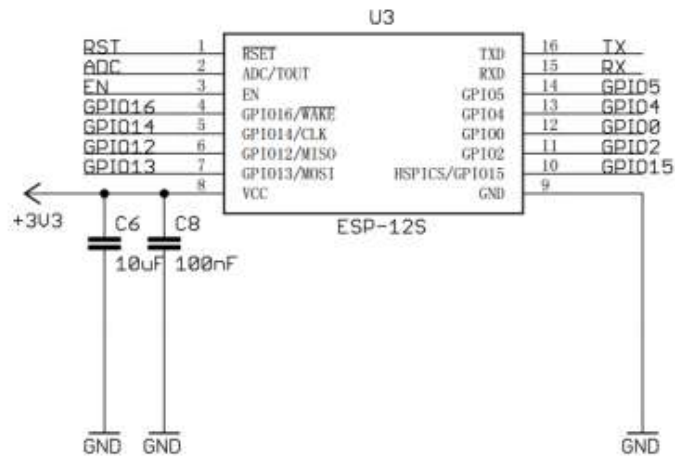 U3
RST 1 RSET TXD 16 TX
ADC 2 ADC/TOUT RXD 15 RX
EN 3 EN GPIO5 14 GPIO5
GPIO16 4 GPIO16/WAKE GPIO4 13 GPIO4
GPIO14 5 GPIO14/CLK GPIO0 12 GPIO0
GPIO12 6 GPIO12/MISO GPIO2 11 GPIO2
GPIO13 7 GPIO13/MOSI HSPICS/GPIO15 10 GPIO15
8 VCC GND 9
+3V3 C6 C8 ESP-12S
10uF 100nF
GND GND GND